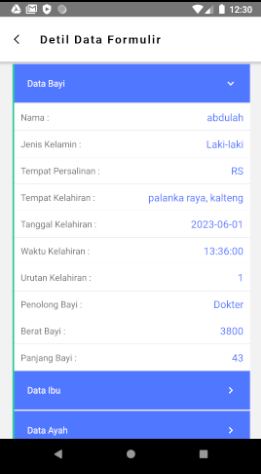 12:30
Detil Data Formulir
Data Bayi
Nama : abdulah
Jenis Kelamin : Laki-laki
Tempat Persalinan : RS
Tempat Kelahiran : palanka raya, kalteng
Tanggal Kelahiran : 2023-06-01
Waktu Kelahiran : 13:36:00
Urutan Kelahiran : 1
Penolong Bayi : Dokter
Berat Bayi : 3800
Panjang Bayi : 43
Data Ibu
Data Ayah